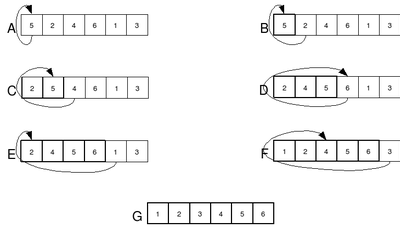 A 5 2 4 6 1 3
B 5 2 4 6 1 3
C 2 5 4 6 1 3
D 2 4 5 6 1 3
E 2 4 5 6 1 3
F 1 2 4 5 6 3
G 1 2 3 4 5 6